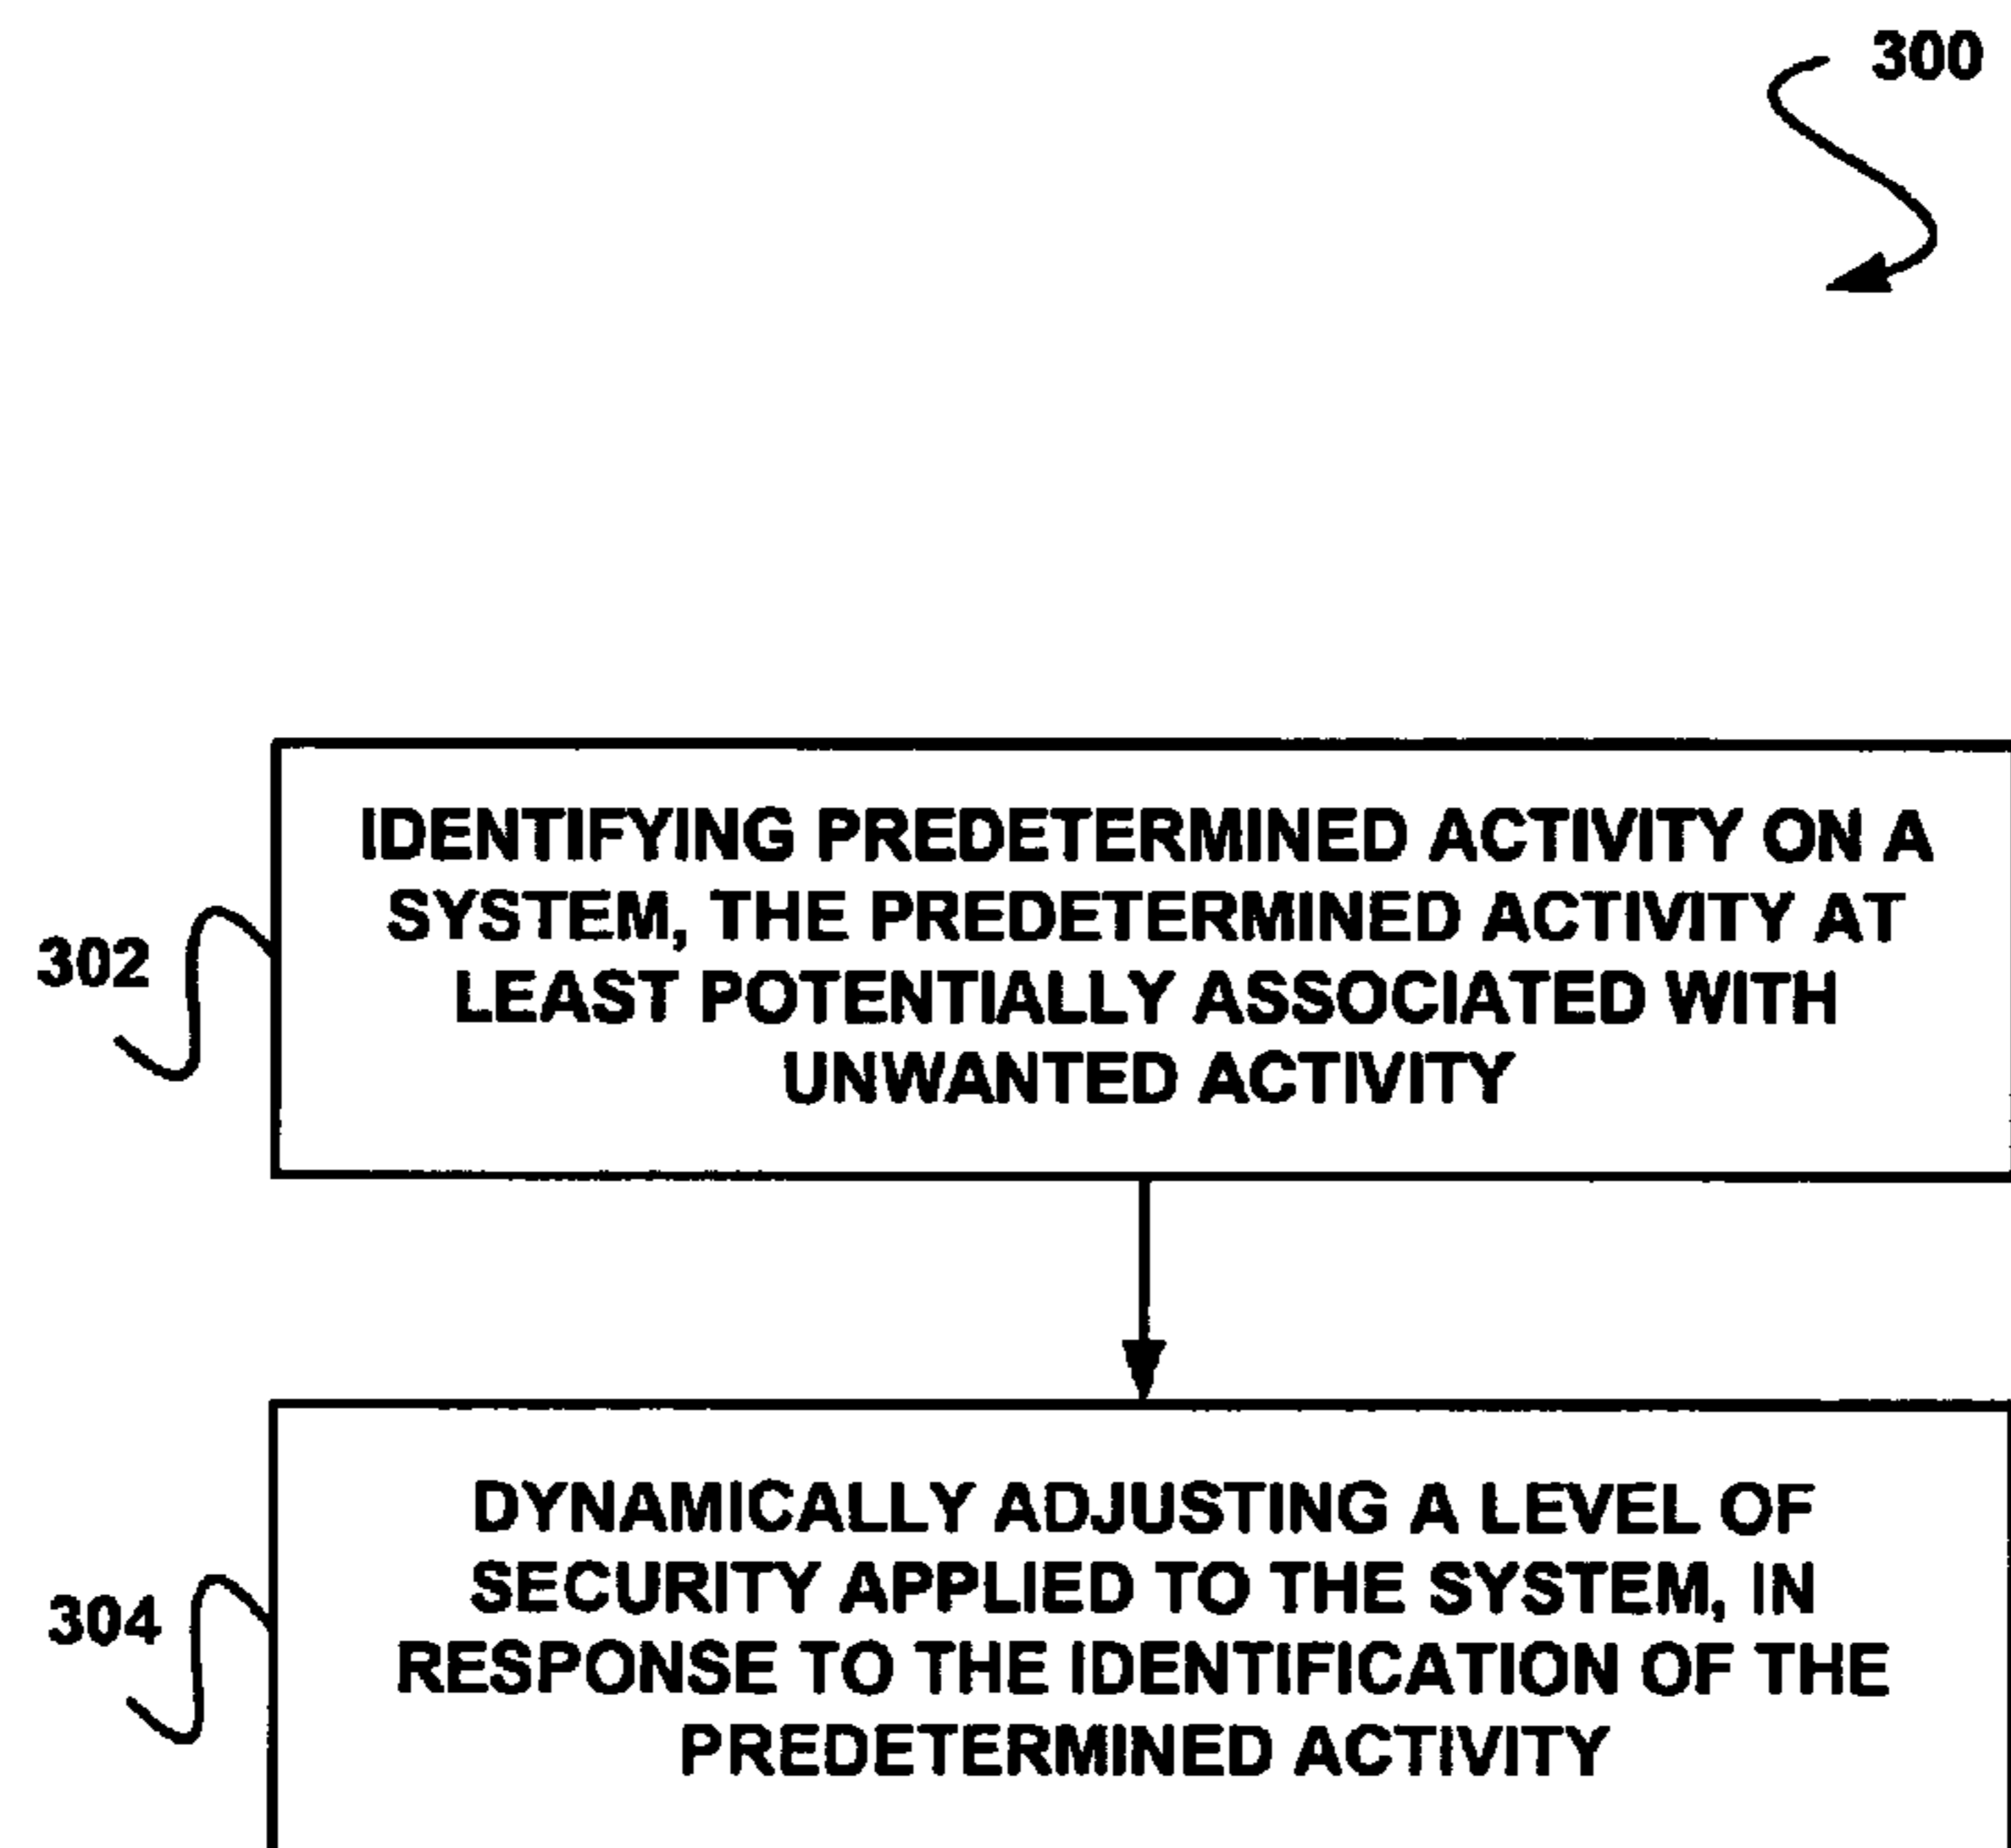 300
IDENTIFYING PREDETERMINED ACTIVITY ON A
SYSTEM, THE PREDETERMINED ACTIVITY AT
LEAST POTENTIALLY ASSOCIATED WITH
UNWANTED ACTIVITY
302
DYNAMICALLY ADJUSTING A LEVEL OF
SECURITY APPLIED TO THE SYSTEM, IN
RESPONSE TO THE IDENTIFICATION OF THE
PREDETERMINED ACTIVITY
304